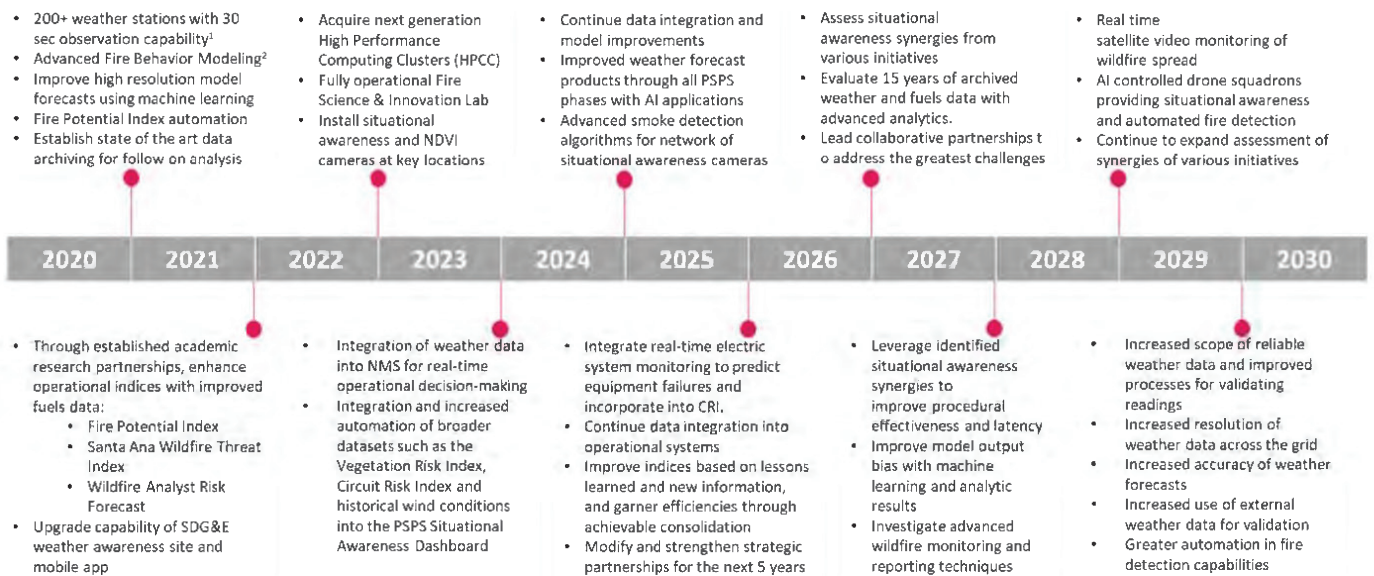 • 200+ weather stations with 30
sec observation capability1
• Advanced Fire Behavior Modeling2
• Improve high resolution model
forecasts using machine learning
• Fire Potential Index automation
• Establish state of the art data
archiving for follow on analysis
• Acquire next generation
High Performance
Computing Clusters (HPCC)
• Fully operational Fire
Science & Innovation Lab
• Install situational
awareness and NDVI
cameras at key locations
• Continue data integration and
model improvements
• Improved weather forecast
products through all PSPS
phases with AI applications
• Advanced smoke detection
algorithms for network of
situational awareness cameras
• Assess situational
awareness synergies from
various initiatives
• Evaluate 15 years of archived
weather and fuels data with
advanced analytics.
• Lead collaborative partnerships t
o address the greatest challenges
• Real time
satellite video monitoring of
wildfire spread
• AI controlled drone squadrons
providing situational awareness
and automated fire detection
• Continue to expand assessment of
synergies of various initiatives
2020 2021 2022 2023 2024 2025 2026 2027 2028 2029 2030
• Through established academic
research partnerships, enhance
operational indices with improved
fuels data:
• Fire Potential Index
• Santa Ana Wildfire Threat
Index
• Wildfire Analyst Risk
Forecast
• Upgrade capability of SDG&E
weather awareness site and
mobile app
• Integration of weather data
into NMS for real-time
operational decision-making
• Integration and increased
automation of broader
datasets such as the
Vegetation Risk Index,
Circuit Risk Index and
historical wind conditions
into the PSPS Situational
Awareness Dashboard
• Integrate real-time electric
system monitoring to predict
equipment failures and
incorporate into CRI.
• Continue data integration into
operational systems
• Improve indices based on lessons
learned and new information,
and garner efficiencies through
achievable consolidation
• Modify and strengthen strategic
partnerships for the next 5 years
• Leverage identified
situational awareness
synergies to
improve procedural
effectiveness and latency
• Improve model output
bias with machine
learning and analytic
results
• Investigate advanced
wildfire monitoring and
reporting techniques
• Increased scope of reliable
weather data and improved
processes for validating
readings
• Increased resolution of
weather data across the grid
• Increased accuracy of weather
forecasts
• Increased use of external
weather data for validation
• Greater automation in fire
detection capabilities